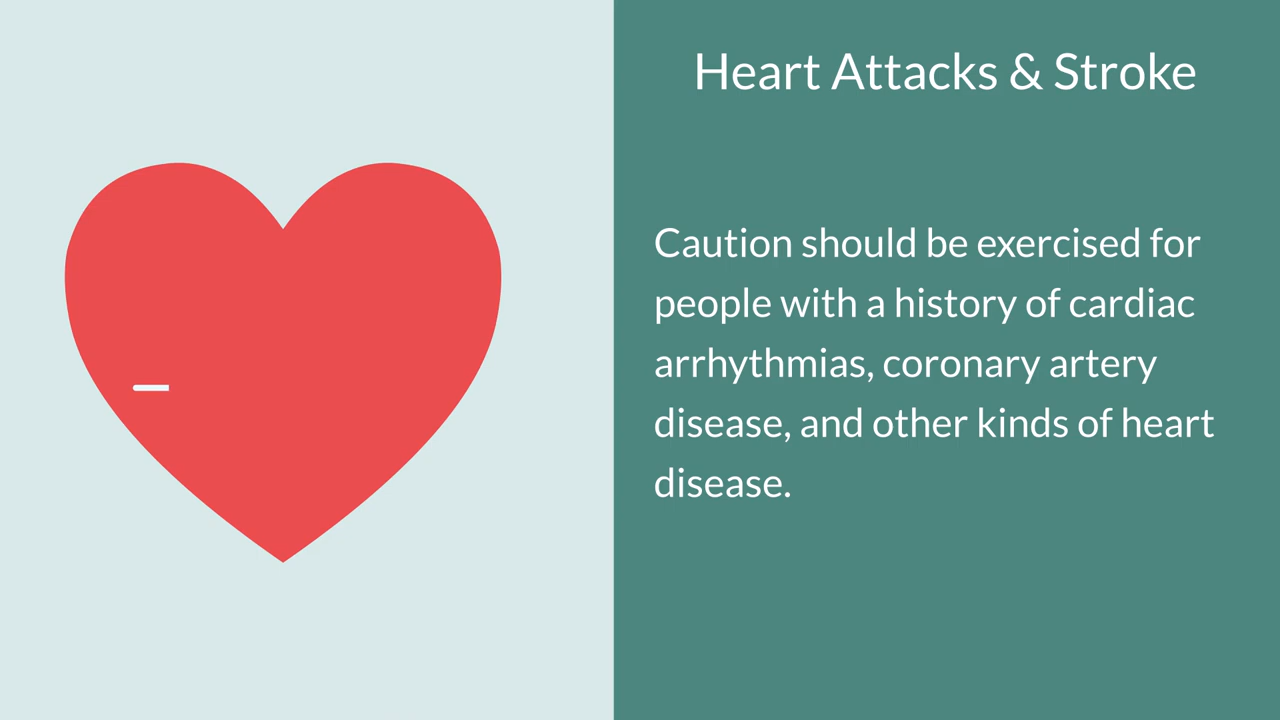 Heart Attacks & Stroke
Caution should be exercised for
people with a history of cardiac
arrhythmias, coronary artery
disease, and other kinds of heart
disease.